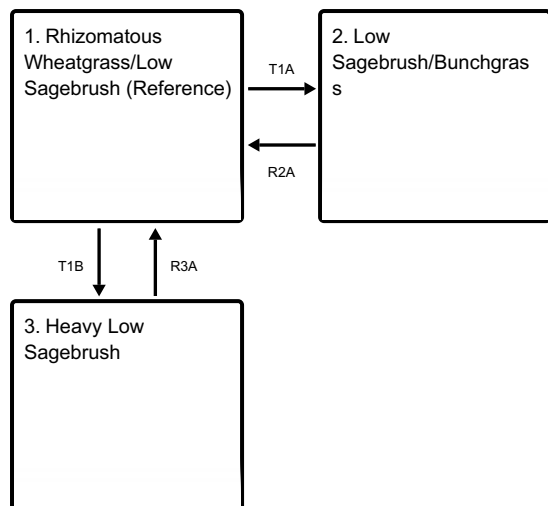 1. Rhizomatous
Wheatgrass/Low
Sagebrush (Reference)
T1A
2. Low
Sagebrush/Bunchgras
s
R2A
T1B
R3A
3. Heavy Low
Sagebrush